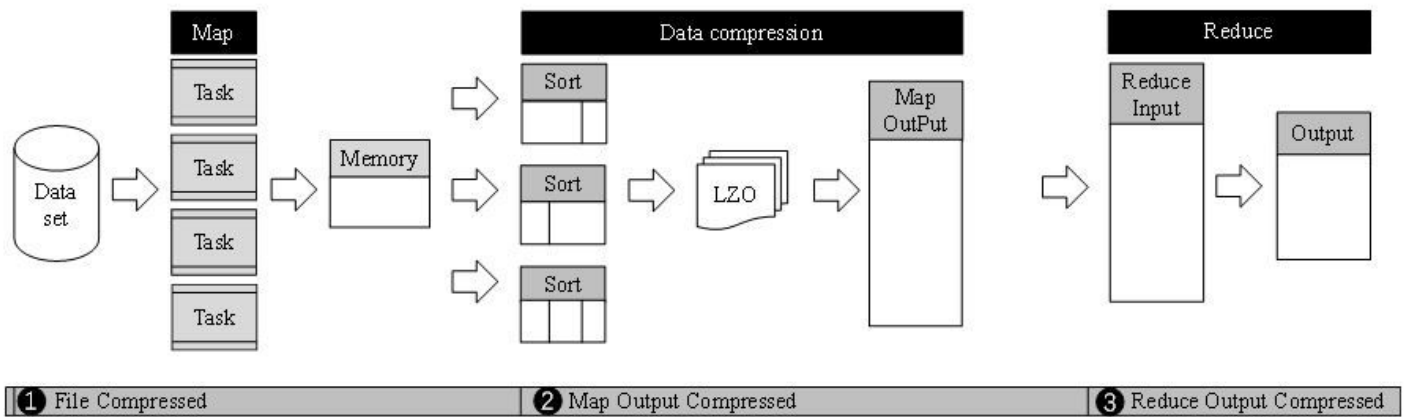 Map
Data compression
Reduce
Data
set
Task
Task
Task
Task
Memory
Sort
Sort
Sort
LZO
Map
OutPut
Reduce
Input
Output
1 File Compressed
2 Map Output Compressed
3 Reduce Output Compressed